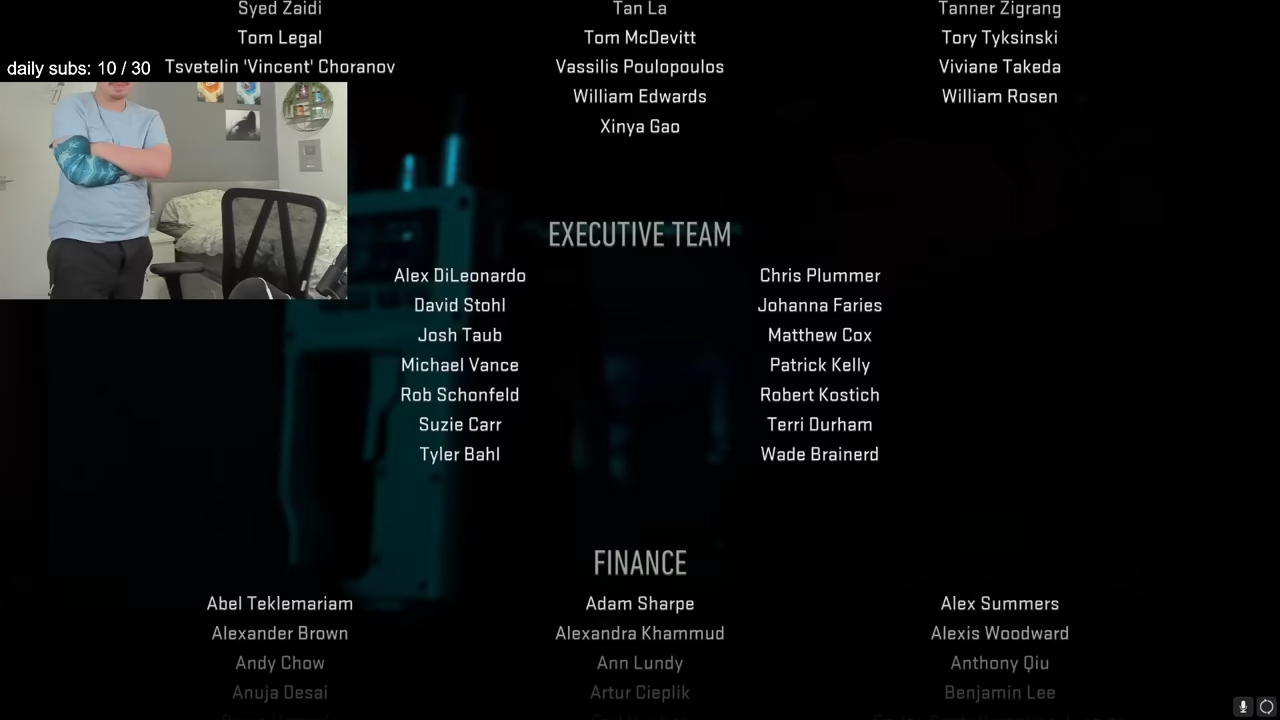 Syed Zaidi Tan La Tanner Zigrang
Tom Legal Tom McDevitt Tory Tyksinski
daily subs: 10 / 30 Tsvetelin 'Vincent' Choranov Vassilis Poulopoulos Viviane Takeda
William Edwards William Rosen
Xinya Gao
EXECUTIVE TEAM
Alex DiLeonardo Chris Plummer
David Stohl Johanna Faries
Josh Taub Matthew Cox
Michael Vance Patrick Kelly
Rob Schonfeld Robert Kostich
Suzie Carr Terri Durham
Tyler Bahl Wade Brainerd
FINANCE
Abel Teklemariam Adam Sharpe Alex Summers
Alexander Brown Alexandra Khammud Alexis Woodward
Andy Chow Ann Lundy Anthony Qiu
Anuja Desai Artur Cieplik Benjamin Lee